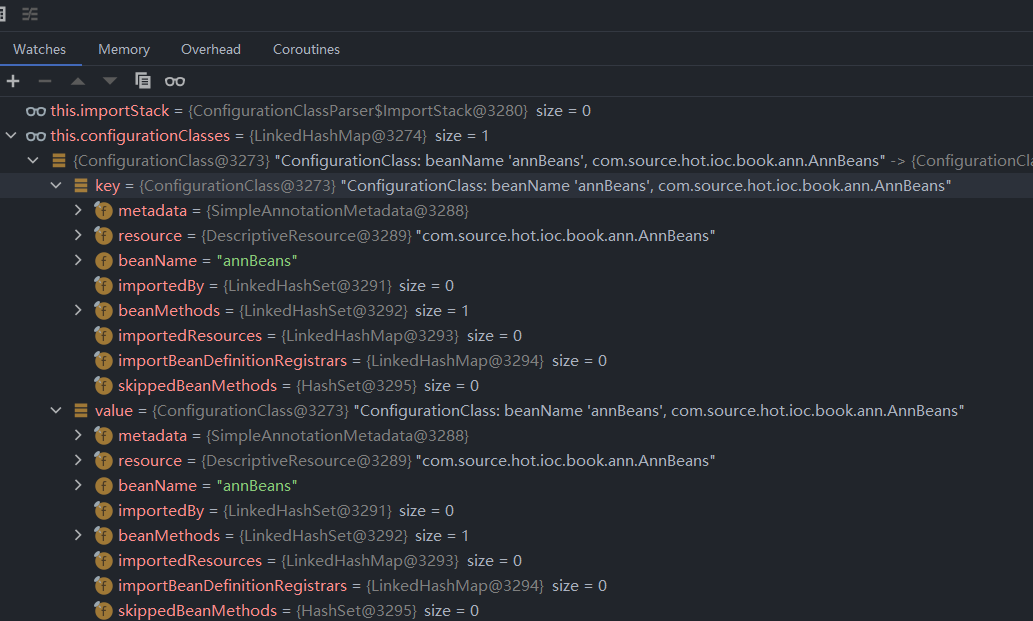 Watches Memory Overhead Coroutines
this.importStack = {ConfigurationClassParser$ImportStack@3280} size = 0
this.configurationClasses = {LinkedHashMap@3274} size = 1
{ConfigurationClass@3273} "ConfigurationClass: beanName 'annBeans', com.source.hot.ioc.book.ann.AnnBeans" -> {ConfigurationCla
key = {ConfigurationClass@3273} "ConfigurationClass: beanName 'annBeans', com.source.hot.ioc.book.ann.AnnBeans"
metadata = {SimpleAnnotationMetadata@3288}
resource = {DescriptiveResource@3289} "com.source.hot.ioc.book.ann.AnnBeans"
beanName = "annBeans"
importedBy = {LinkedHashSet@3291} size = 0
beanMethods = {LinkedHashSet@3292} size = 1
importedResources = {LinkedHashMap@3293} size = 0
importBeanDefinitionRegistrars = {LinkedHashMap@3294} size = 0
skippedBeanMethods = {HashSet@3295} size = 0
value = {ConfigurationClass@3273} "ConfigurationClass: beanName 'annBeans', com.source.hot.ioc.book.ann.AnnBeans"
metadata = {SimpleAnnotationMetadata@3288}
resource = {DescriptiveResource@3289} "com.source.hot.ioc.book.ann.AnnBeans"
beanName = "annBeans"
importedBy = {LinkedHashSet@3291} size = 0
beanMethods = {LinkedHashSet@3292} size = 1
importedResources = {LinkedHashMap@3293} size = 0
importBeanDefinitionRegistrars = {LinkedHashMap@3294} size = 0
skippedBeanMethods = {HashSet@3295} size = 0